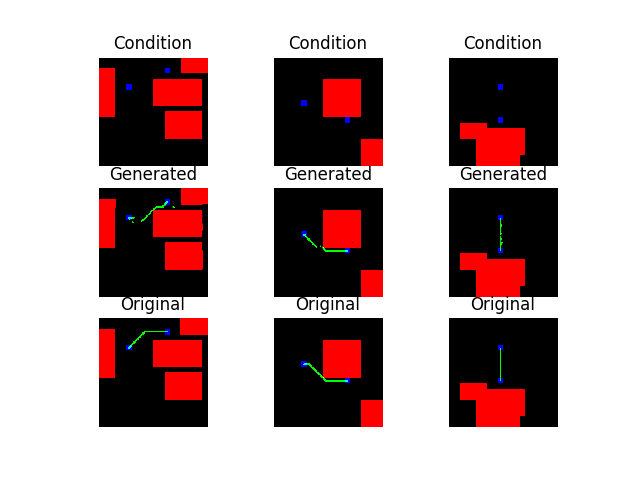 Condition Condition Condition
Generated Generated Generated
Original Original Original